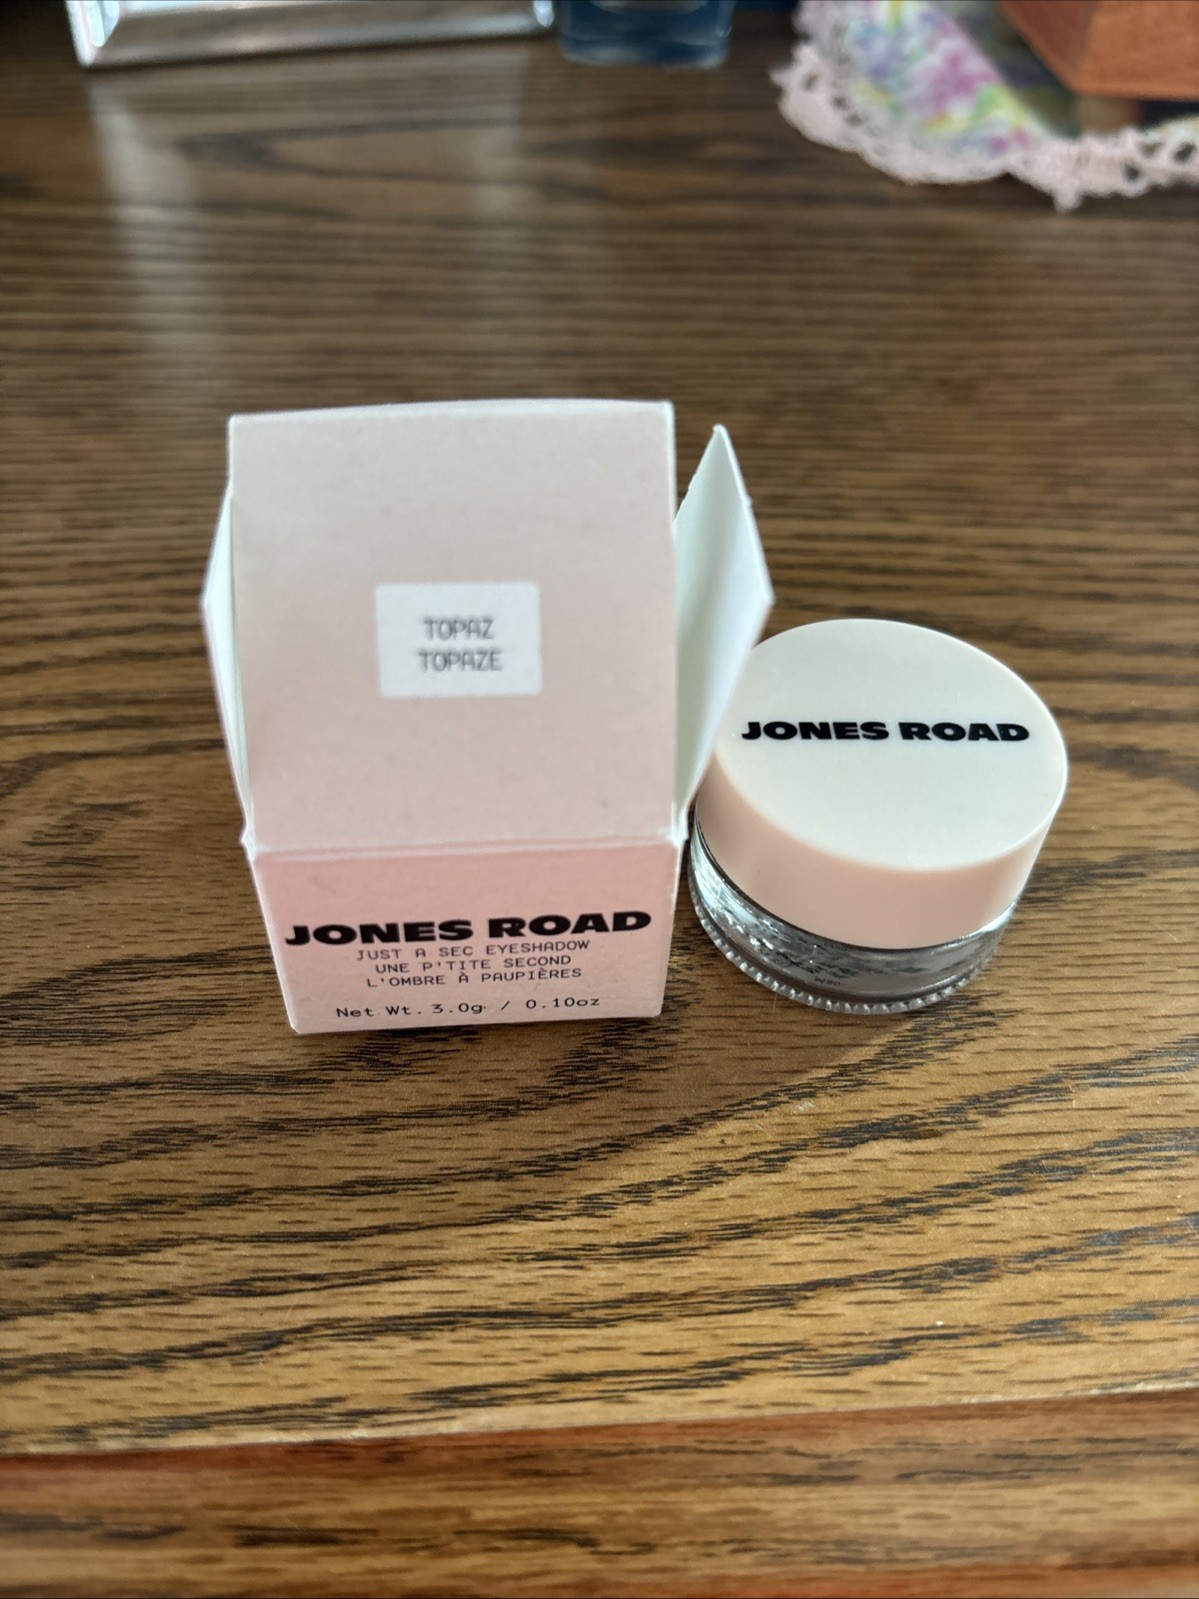 TOPAZ
TOPAZE
JONES ROAD
JUST A SEC EYESHADOW
UNE P'TITE SECOND
L'OMBRE À PAUPIÈRES
Net Wt. 3.0g / 0.10oz
JONES ROAD